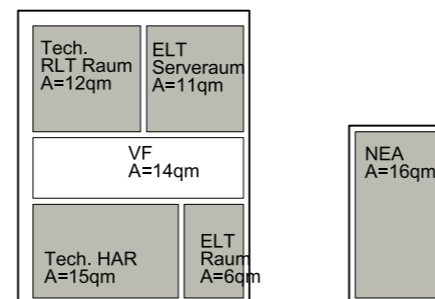 Tech.
RLT Raum
A=12qm
ELT
Serveraum
A=11qm
VF
A=14qm
NEA
A=16qm
Tech. HAR
A=15qm
ELT
Raum
A=6qm